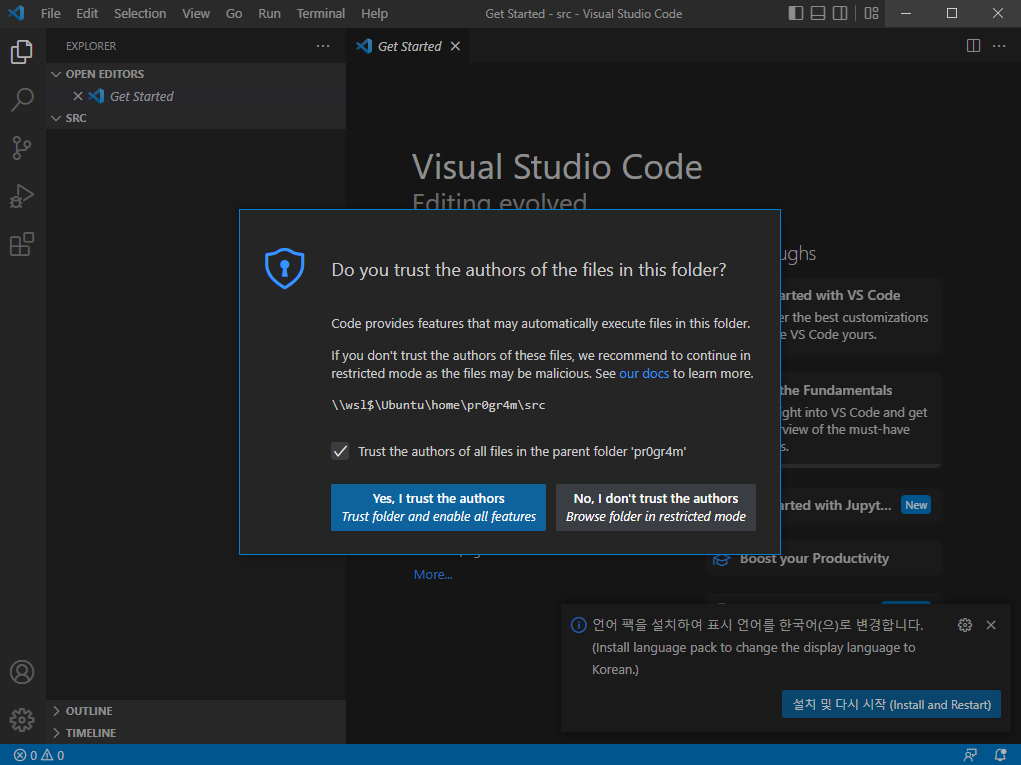 File Edit Selection View Go Run Terminal Help
Get Started - src - Visual Studio Code
EXPLORER
Get Started
OPEN EDITORS
Get Started
SRC
Visual Studio Code
Editing evolved
Do you trust the authors of the files in this folder?
Code provides features that may automatically execute files in this folder.
If you don't trust the authors of these files, we recommend to continue in
restricted mode as the files may be malicious. See our docs to learn more.
\\wsl$\Ubuntu\home\pr0gr4m\src
Trust the authors of all files in the parent folder 'pr0gr4m'
Yes, I trust the authors
Trust folder and enable all features
No, I don't trust the authors
Browse folder in restricted mode
with VS Code
the best customizations
VS Code yours.
the Fundamentals
into VS Code and get
of the must-have
with Jupyt...
New
Boost your Productivity
More...
언어 팩을 설치하여 표시 언어를 한국어(으)로 변경합니다.
(Install language pack to change the display language to
Korean.)
설치 및 다시 시작 (Install and Restart)
OUTLINE
TIMELINE
0 0